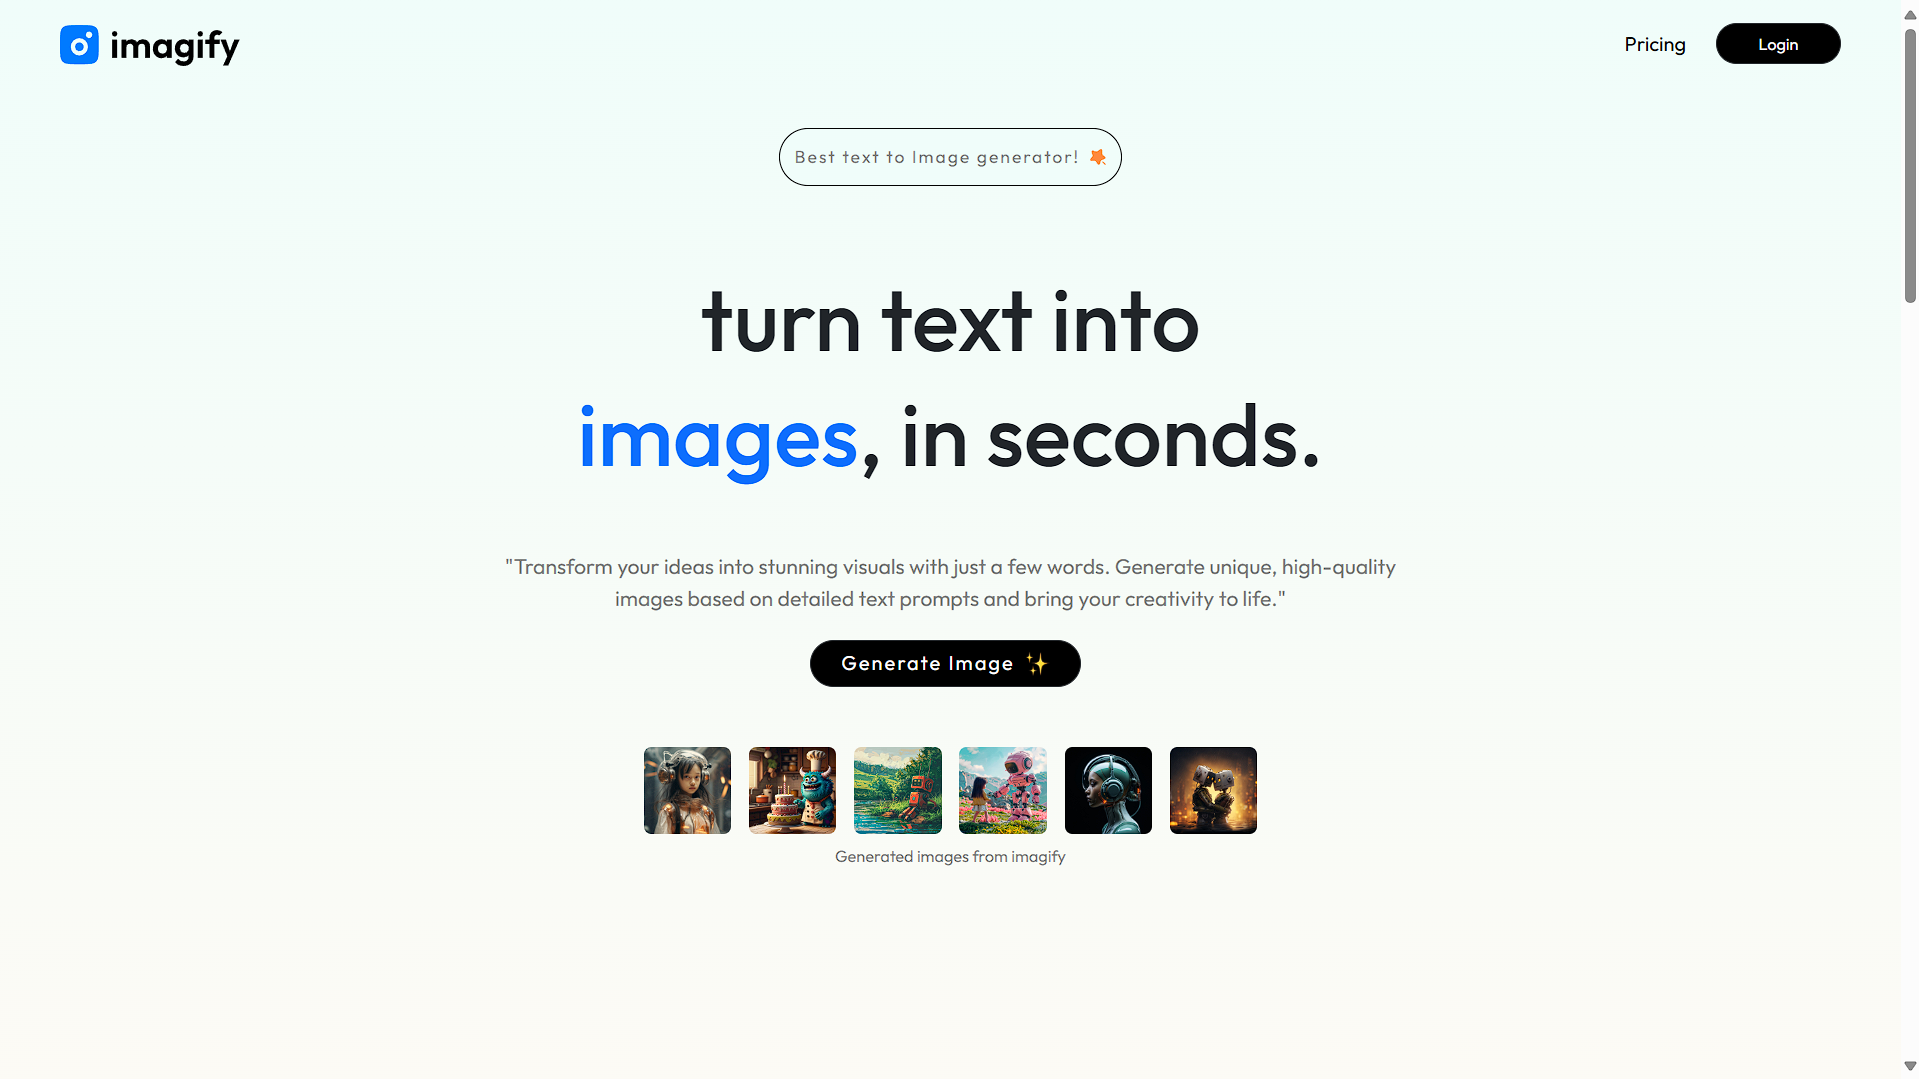 imagify
Pricing
Login
Best text to Image generator!
turn text into
images, in seconds.
"Transform your ideas into stunning visuals with just a few words. Generate unique, high-quality
images based on detailed text prompts and bring your creativity to life."
Generate Image ✨
Generated images from imagify